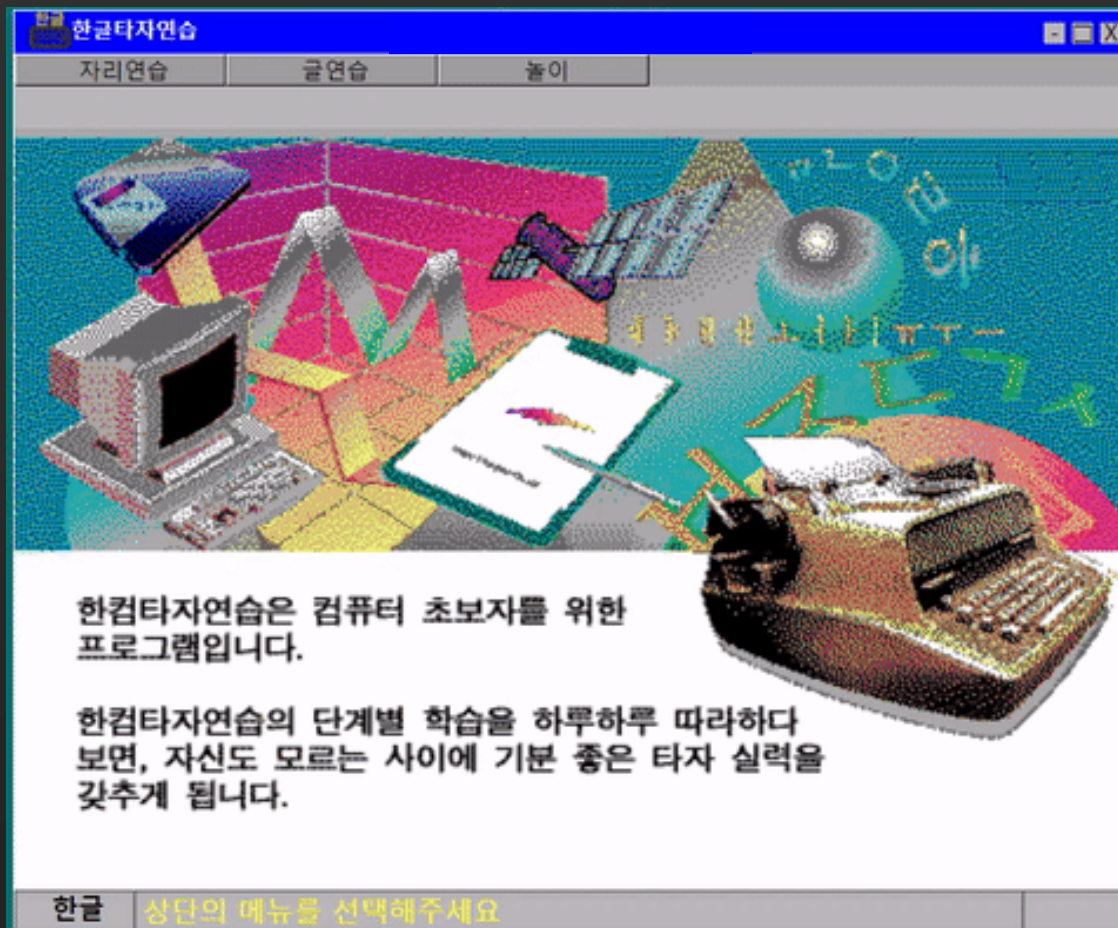 한글
한글타자연습
자리연습 글연습 놀이
한컴타자연습은 컴퓨터 초보자를 위한
프로그램입니다.
한컴타자연습의 단계별 학습을 하루하루 따라하다
보면, 자신도 모르는 사이에 기분 좋은 타자 실력을
갖추게 됩니다.
한글 상단의 메뉴를 선택해주세요